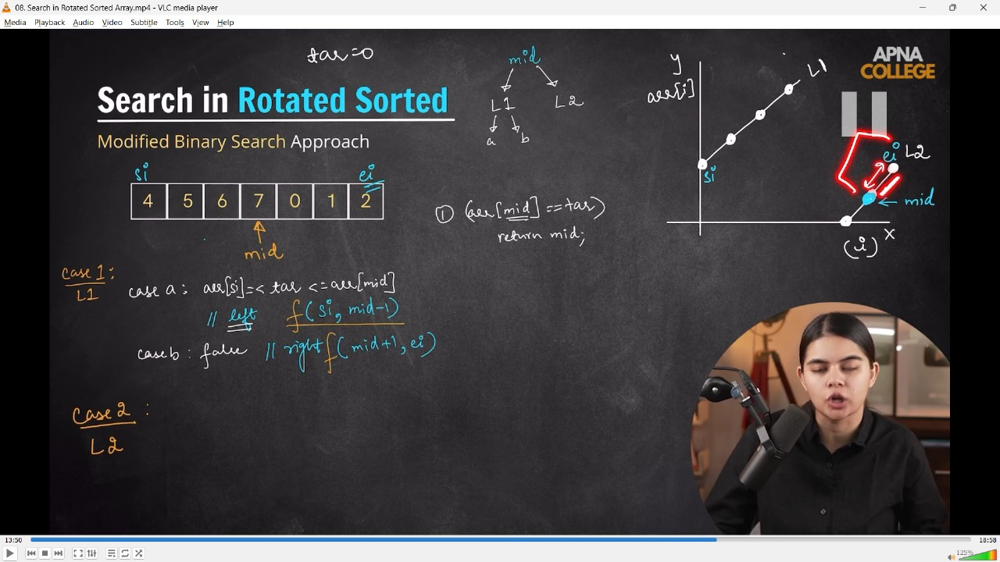 08. Search in Rotated Sorted Array.mp4 - VLC media player
Media Playback Audio Video Subtitle Tools View Help
tar=0
mid
L1 L2
a b
y
arr[i]
L1
APNA
COLLEGE
Search in Rotated Sorted
Modified Binary Search Approach
si ei
4 5 6 7 0 1 2
mid
① (arr[mid] ==tar)
return mid;
si
ei L2
mid
(i) X
Case 1:
L1
case a: arr[si]=< tar <=arr[mid]
// left f(si, mid-1)
case b: false // right f(mid+1, ei)
Case 2 :
L2
13:50 18:58
125%